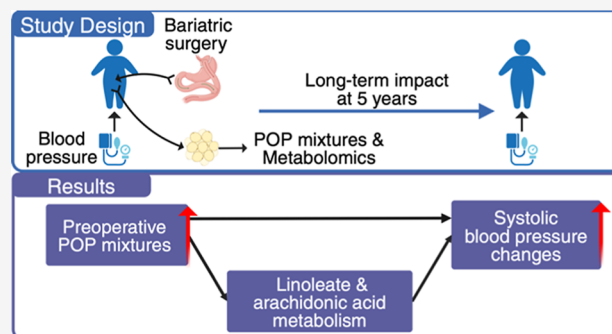 Study Design
Bariatric
surgery
Long-term impact
at 5 years
Blood
pressure
POP mixtures &
Metabolomics
Results
Preoperative
POP mixtures
Systolic
blood pressure
changes
Linoleate &
arachidonic acid
metabolism